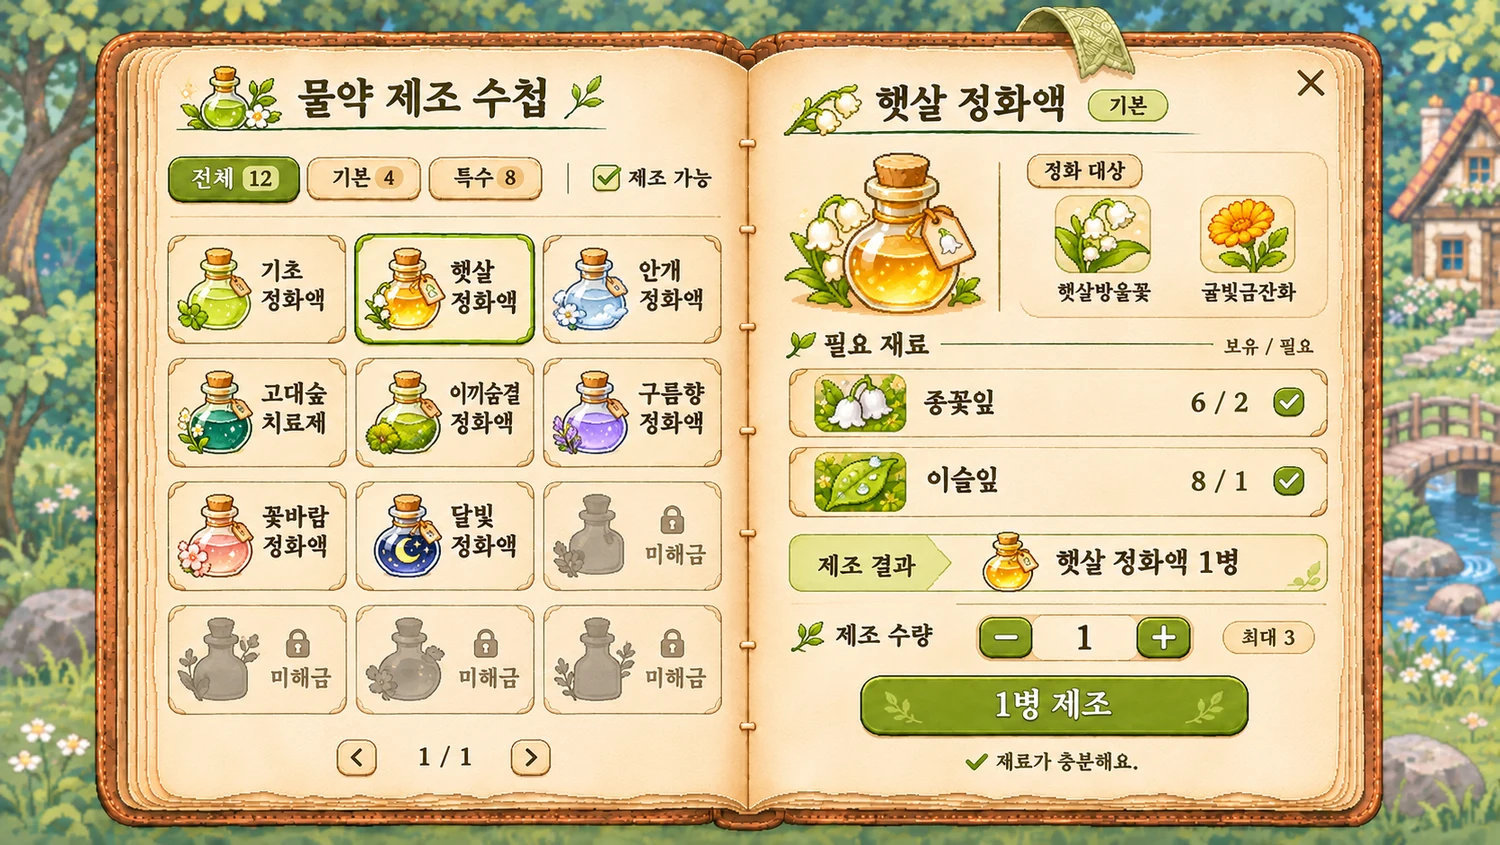 물약 제조 수첩
전체 12
기본 4
특수 8
제조 가능
기초
정화액
햇살
정화액
안개
정화액
고대숲
치료제
이끼숨결
정화액
구름향
정화액
꽃바람
정화액
달빛
정화액
미해금
미해금
미해금
미해금
1 / 1
햇살 정화액
기본
정화 대상
햇살방울꽃
귤빛금잔화
필요 재료
보유 / 필요
종꽃잎
6 / 2
이슬잎
8 / 1
제조 결과
햇살 정화액 1병
제조 수량
1
최대 3
1병 제조
재료가 충분해요.